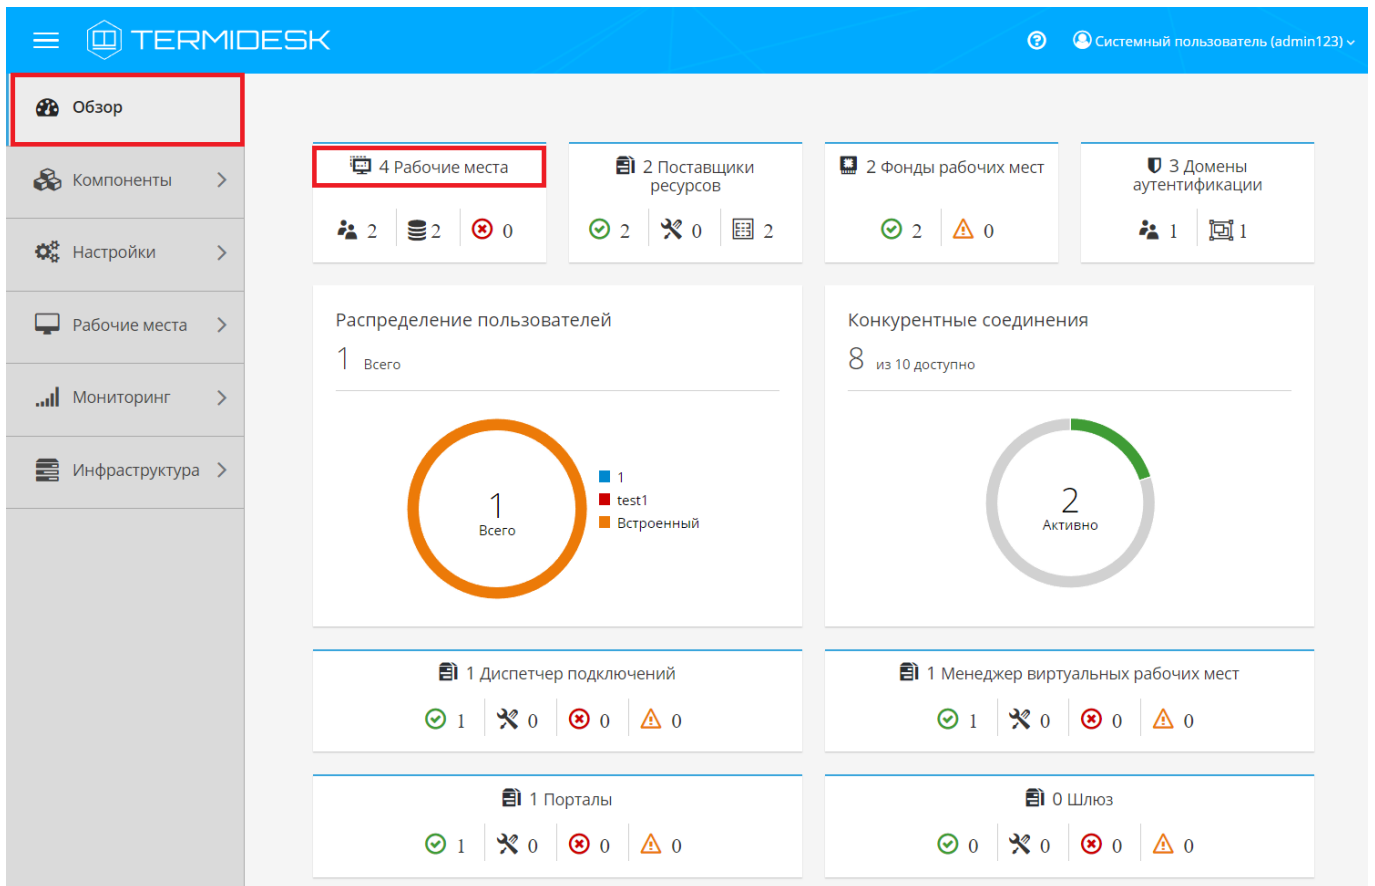 TERMIDESK
Системный пользователь (admin123)
Обзор
Компоненты
Настройки
Рабочие места
Мониторинг
Инфраструктура
4 Рабочие места
2 2 0
2 Поставщики
ресурсов
2 0 2
2 Фонды рабочих мест
2 0
3 Домены
аутентификации
1 1
Распределение пользователей
1 Всего
1
Всего
1
test1
Встроенный
Конкурентные соединения
8 из 10 доступно
2
Активно
1 Диспетчер подключений
1 0 0 0
1 Менеджер виртуальных рабочих мест
1 0 0 0
1 Порталы
1 0 0 0
0 Шлюз
0 0 0 0